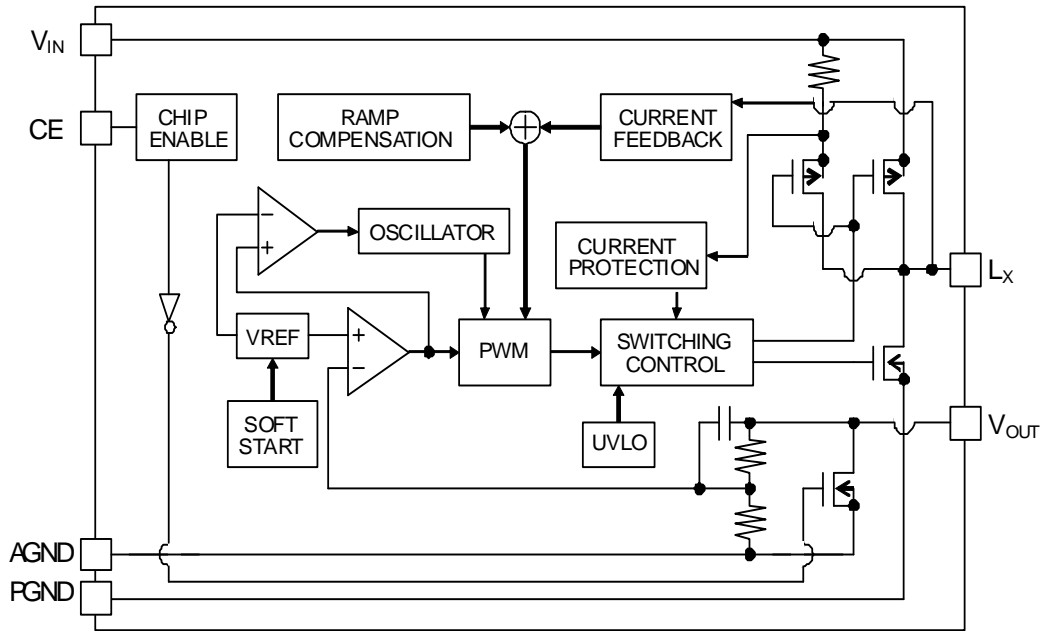 VIN
CE
CHIP
ENABLE
RAMP
COMPENSATION
CURRENT
FEEDBACK
OSCILLATOR
CURRENT
PROTECTION
LX
VREF
PWM
SWITCHING
CONTROL
SOFT
START
UVLO
VOUT
AGND
PGND